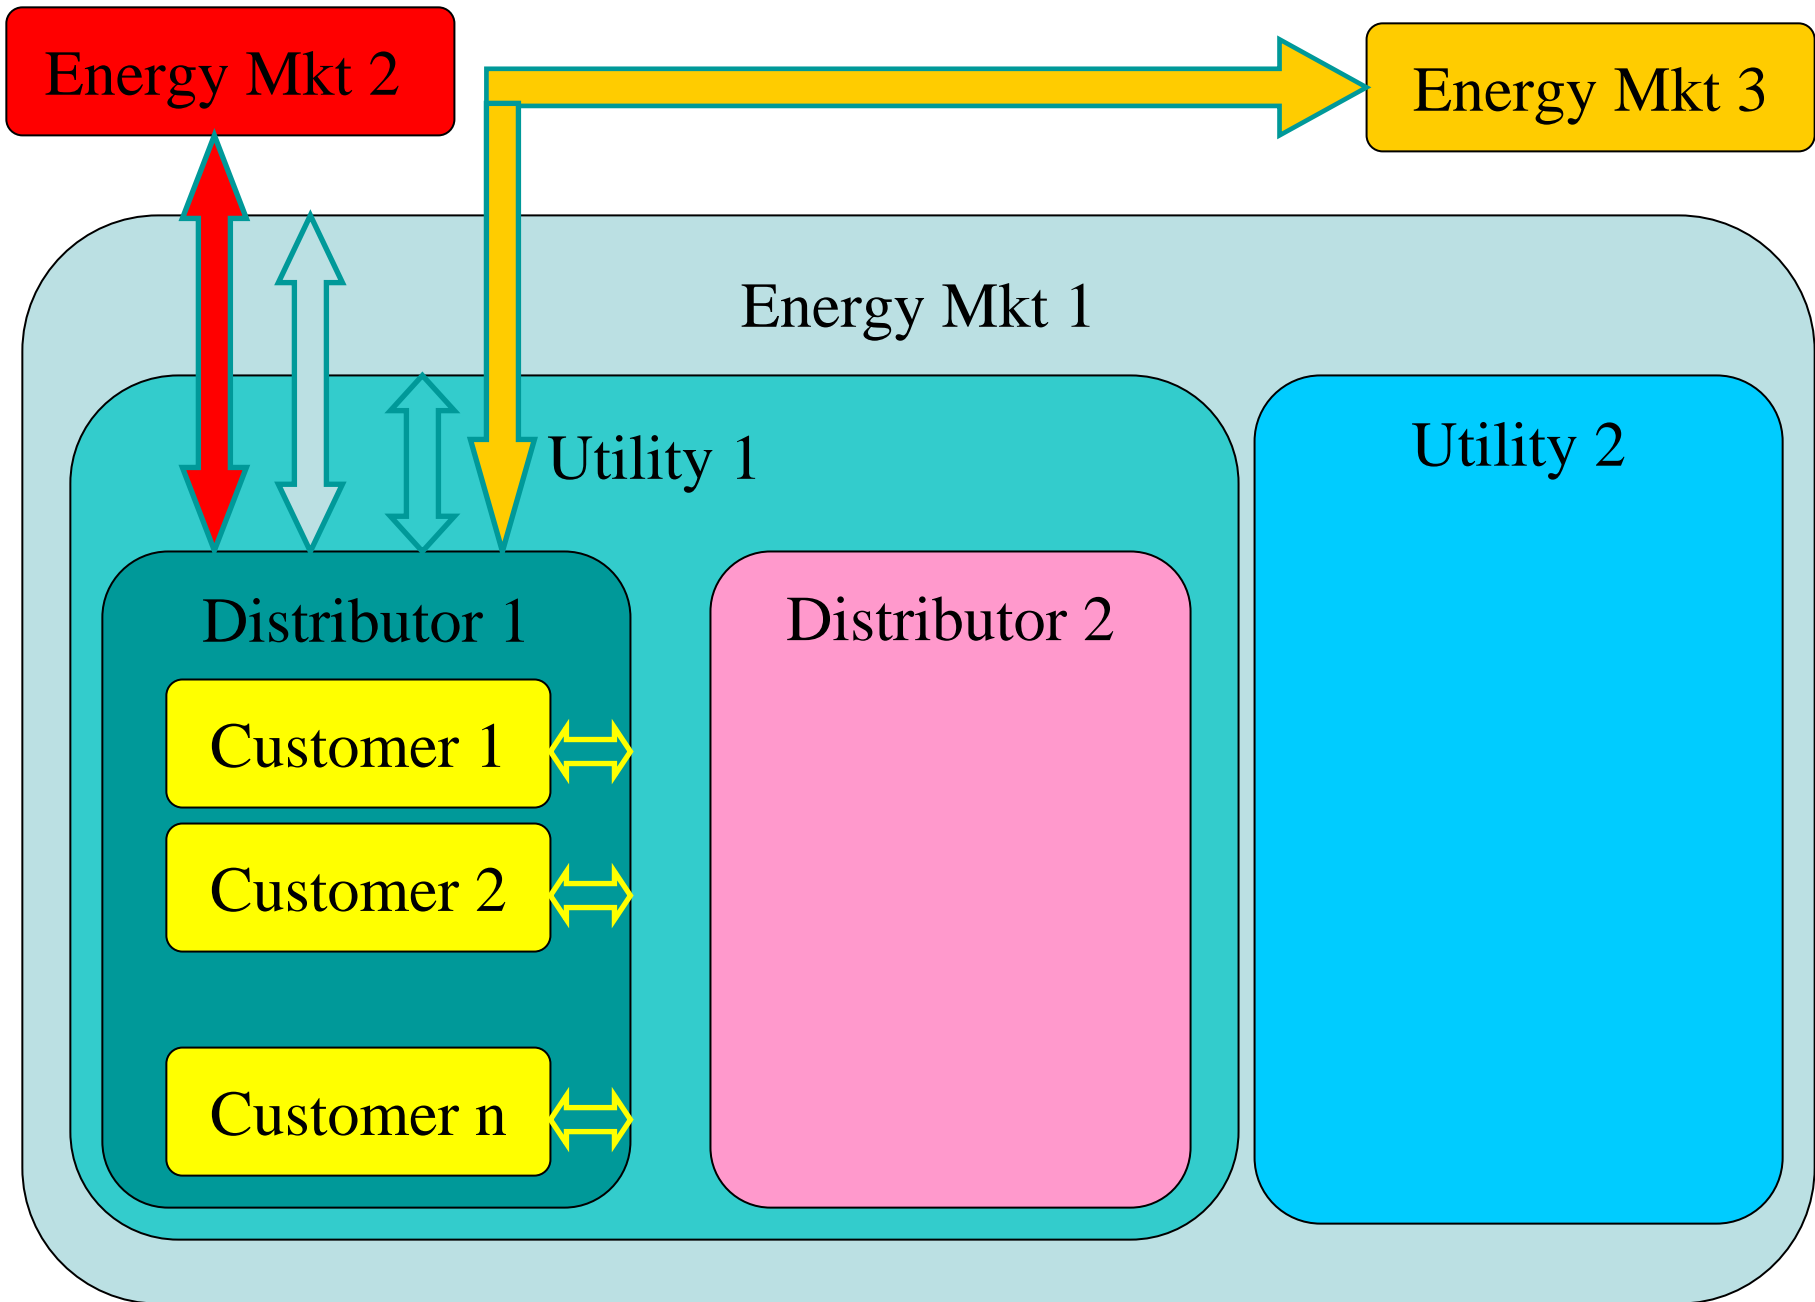 Energy Mkt 2
Energy Mkt 3
Energy Mkt 1
Utility 1
Utility 2
Distributor 1
Distributor 2
Customer 1
Customer 2
Customer n